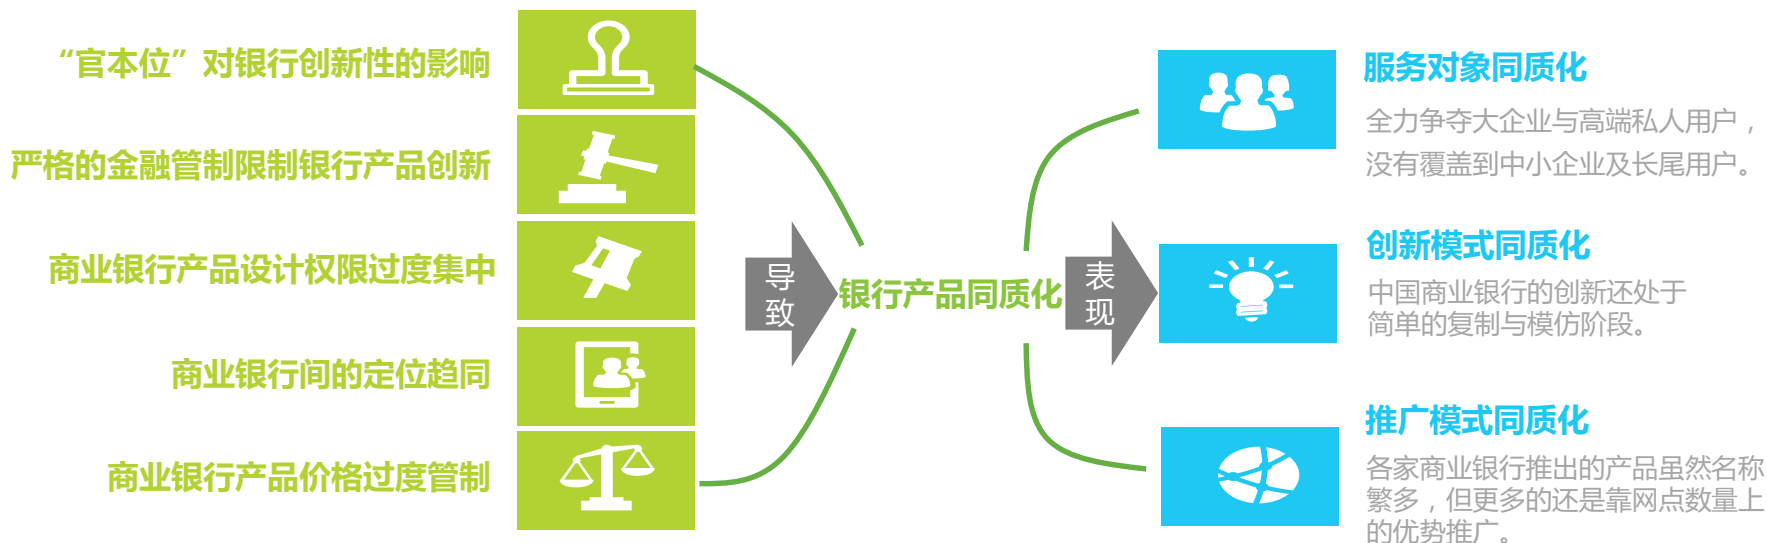 “官本位”对银行创新性的影响
严格的金融管制限制银行产品创新
商业银行产品设计权限过度集中
商业银行间的定位趋同
商业银行产品价格过度管制
导
致
银行产品同质化
表
现
服务对象同质化
全力争夺大企业与高端私人用户，
没有覆盖到中小企业及长尾用户。
创新模式同质化
中国商业银行的创新还处于
简单的复制与模仿阶段。
推广模式同质化
各家商业银行推出的产品虽然名称
繁多，但更多的还是靠网点数量上
的优势推广。